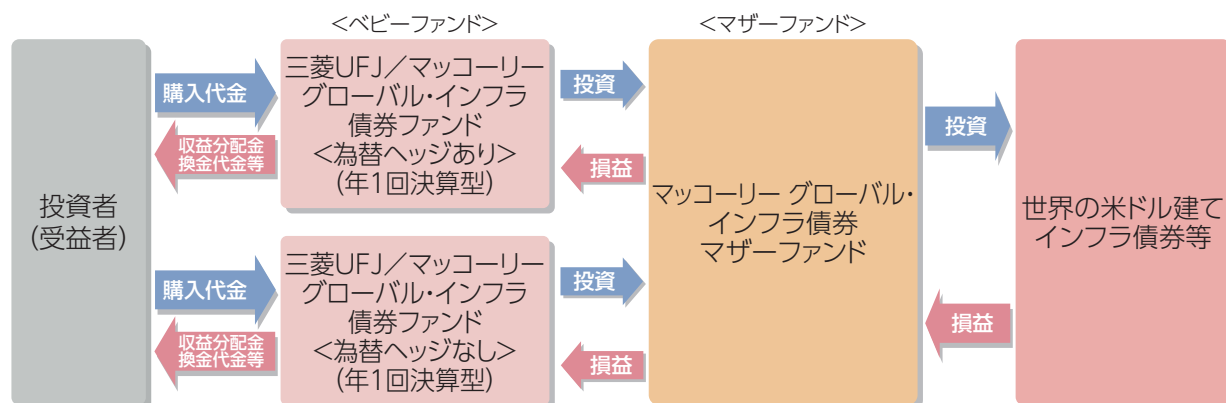 <ベビーファンド>
<マザーファンド>
投資者
(受益者)
購入代金
収益分配金
換金代金等
三菱UFJ/マッコーリー
グローバル・インフラ
債券ファンド
<為替ヘッジあり>
(年1回決算型)
投資
損益
購入代金
収益分配金
換金代金等
三菱UFJ/マッコーリー
グローバル・インフラ
債券ファンド
<為替ヘッジなし>
(年1回決算型)
投資
損益
マッコーリー グローバル・
インフラ債券
マザーファンド
投資
損益
世界の米ドル建て
インフラ債券等